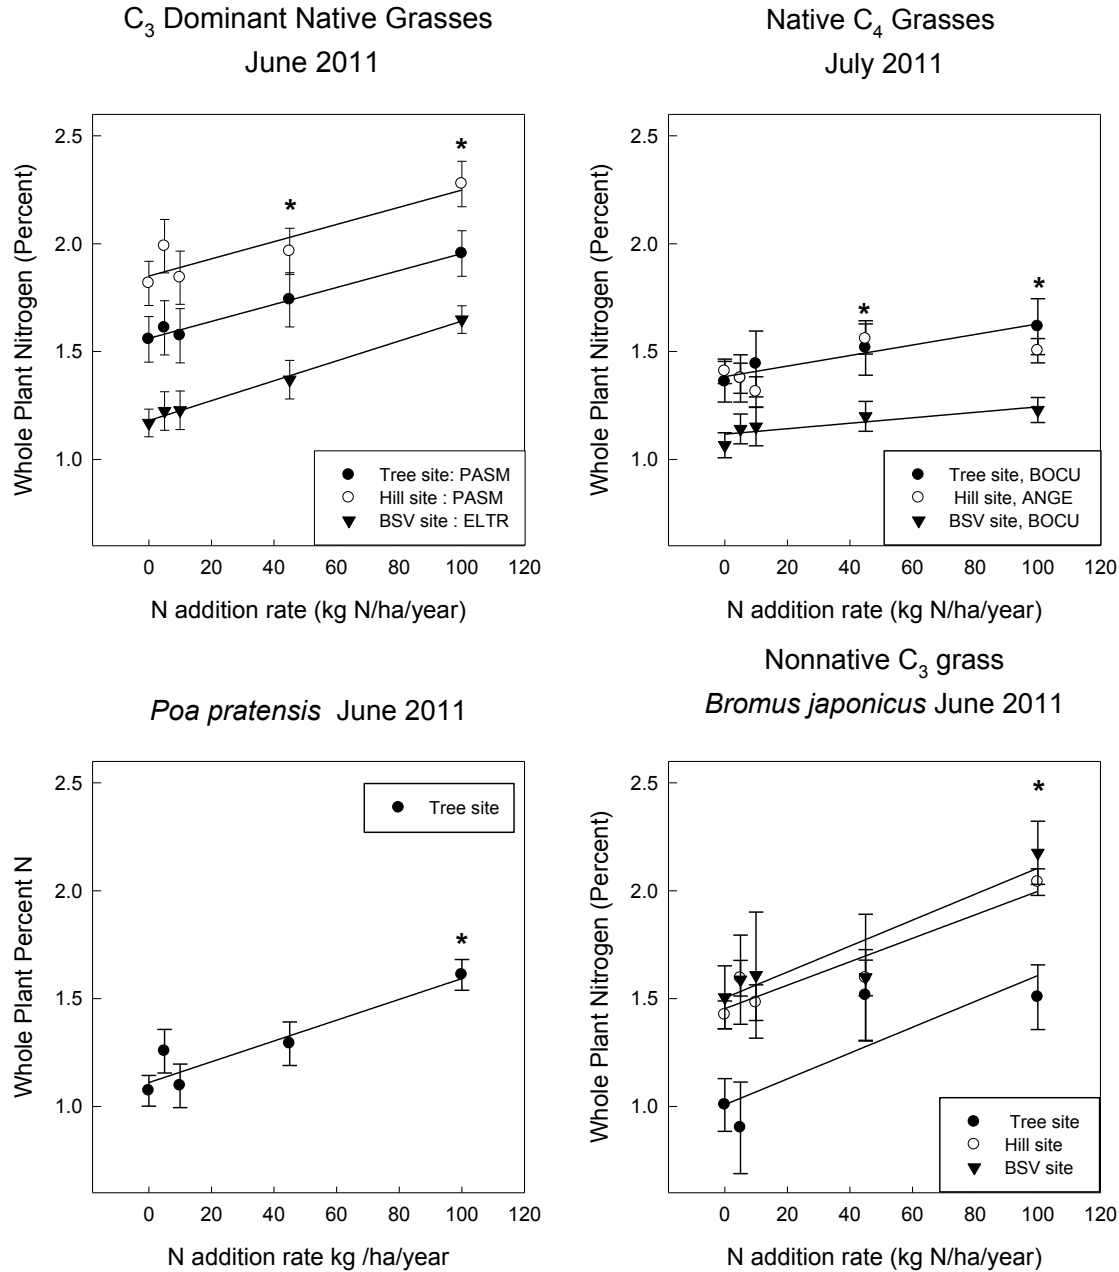 C3 Dominant Native Grasses
June 2011
Whole Plant Nitrogen (Percent)
2.5
2.0
1.5
1.0
*
*
Tree site: PASM
Hill site : PASM
BSV site : ELTR
0 20 40 60 80 100 120
N addition rate (kg N/ha/year)
Native C4 Grasses
July 2011
Whole Plant Nitrogen (Percent)
2.5
2.0
1.5
1.0
*
*
Tree site, BOCU
Hill site, ANGE
BSV site, BOCU
0 20 40 60 80 100 120
N addition rate (kg N/ha/year)
Poa pratensis June 2011
Whole Plant Percent N
2.5
2.0
1.5
1.0
Tree site
*
0 20 40 60 80 100 120
N addition rate kg /ha/year
Nonnative C3 grass
Bromus japonicus June 2011
Whole Plant Nitrogen (Percent)
2.5
2.0
1.5
1.0
*
Tree site
Hill site
BSV site
0 20 40 60 80 100 120
N addition rate (kg N/ha/year)